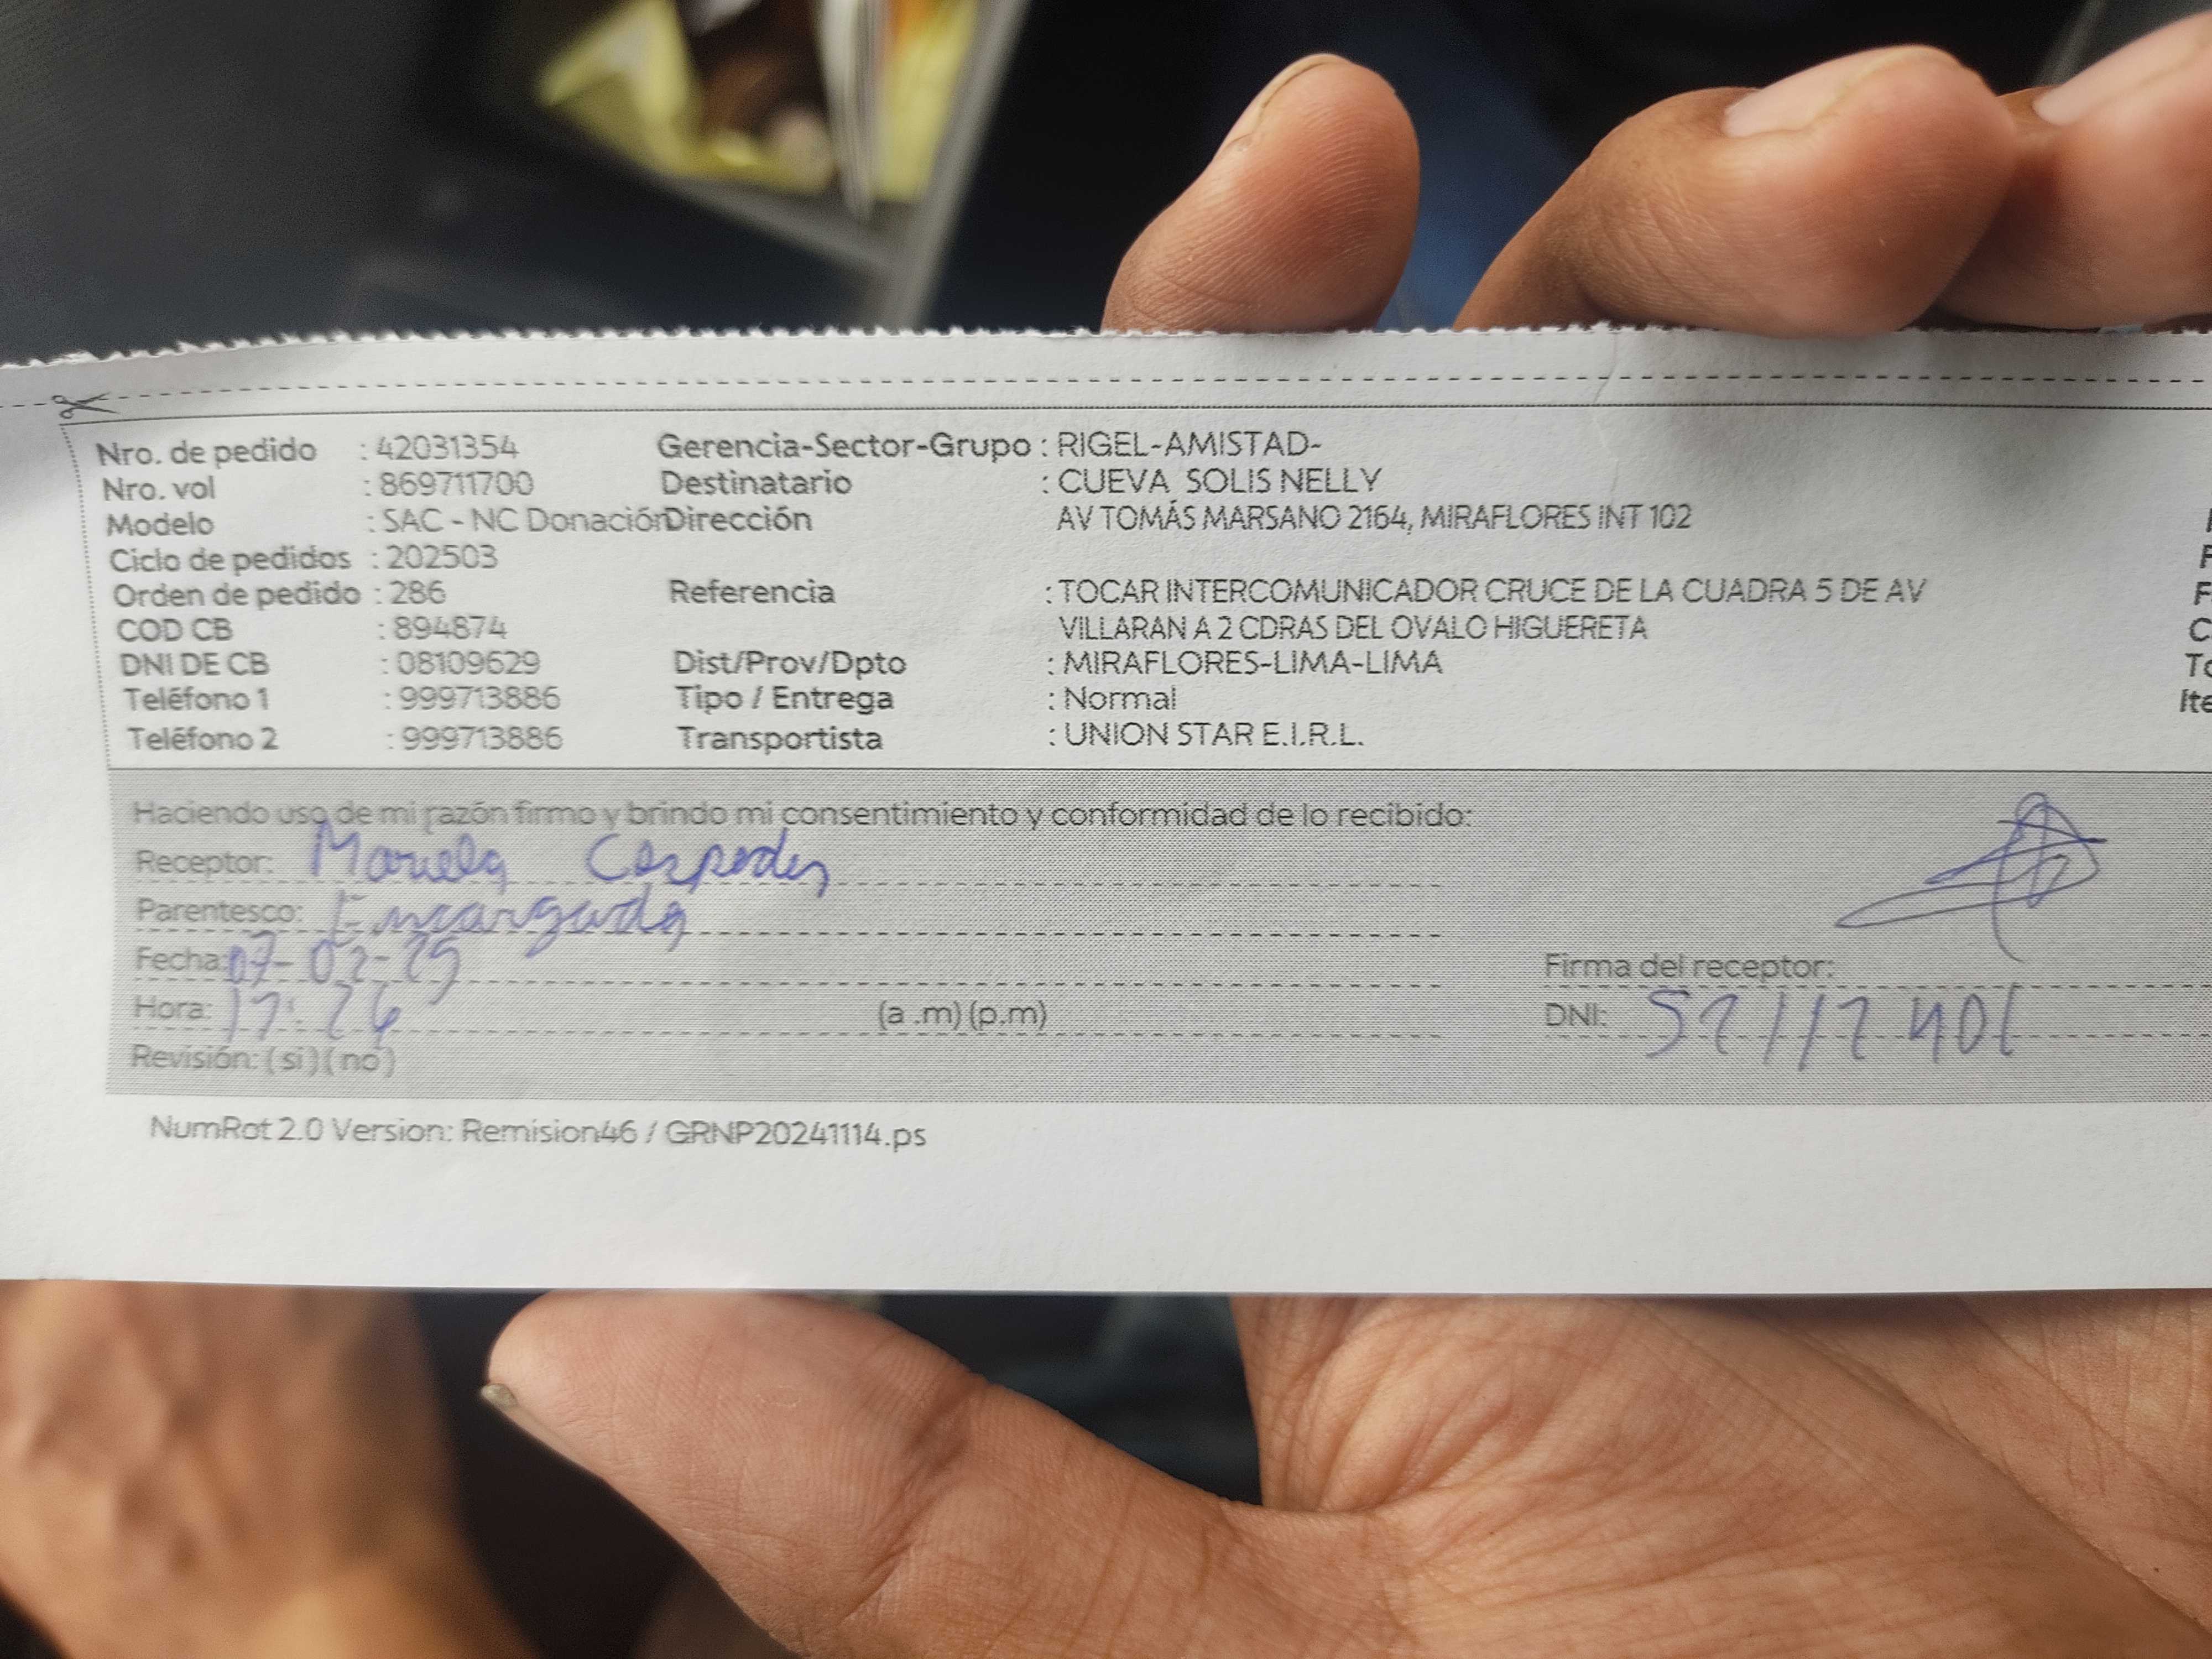 Nro. de pedido : 42031354 Gerencia-Sector-Grupo : RIGEL-AMISTAD-
Nro. vol : 869711700 Destinatario : CUEVA SOLIS NELLY
Modelo : SAC - NC Donación Dirección AV TOMÁS MARSANO 2164, MIRAFLORES INT 102
Ciclo de pedidos : 202503
Orden de pedido : 286 Referencia : TOCAR INTERCOMUNICADOR CRUCE DE LA CUADRA 5 DE AV
COD CB : 894874 VILLARAN A 2 CDRAS DEL OVALO HIGUERETA
DNI DE CB : 08109629 Dist/Prov/Dpto : MIRAFLORES-LIMA-LIMA
Teléfono 1 : 999713886 Tipo / Entrega : Normal
Teléfono 2 : 999713886 Transportista : UNION STAR E.I.R.L.
Haciendo uso de mi razón firmo y brindo mi consentimiento y conformidad de lo recibido:
Receptor: Mariela Cespedes
Parentesco: Encargada
Fecha: 07-02-25 Firma del receptor:
Hora: 17:26 (a .m) (p.m) DNI:
Revisión: ( si ) ( no )
NumRot 2.0 Version: Remision46 / GRNP20241114.ps